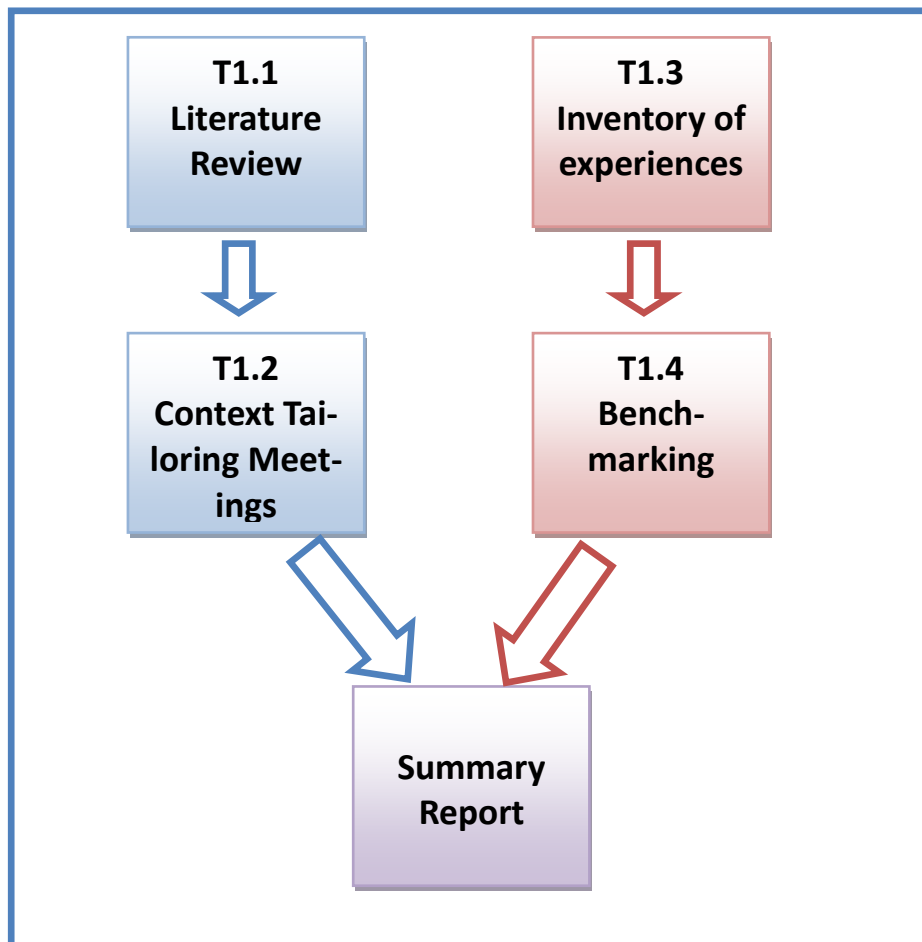 T1.1
Literature
Review
T1.3
Inventory of
experiences
T1.2
Context Tai-
loring Meet-
ings
T1.4
Bench-
marking
Summary
Report